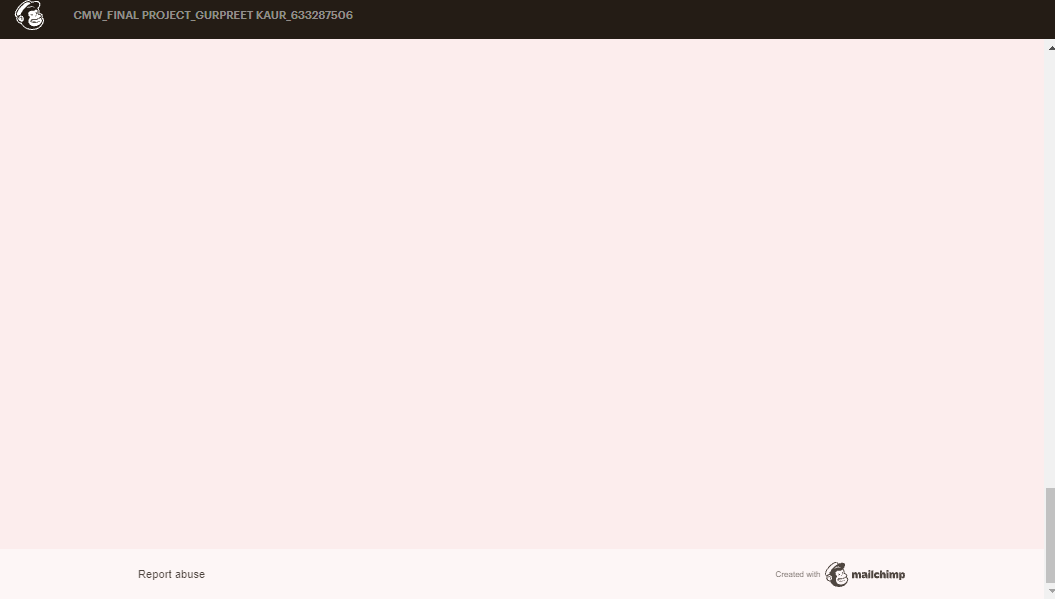 CMW_FINAL PROJECT_GURPREET KAUR_633287506
Report abuse
Created with mailchimp